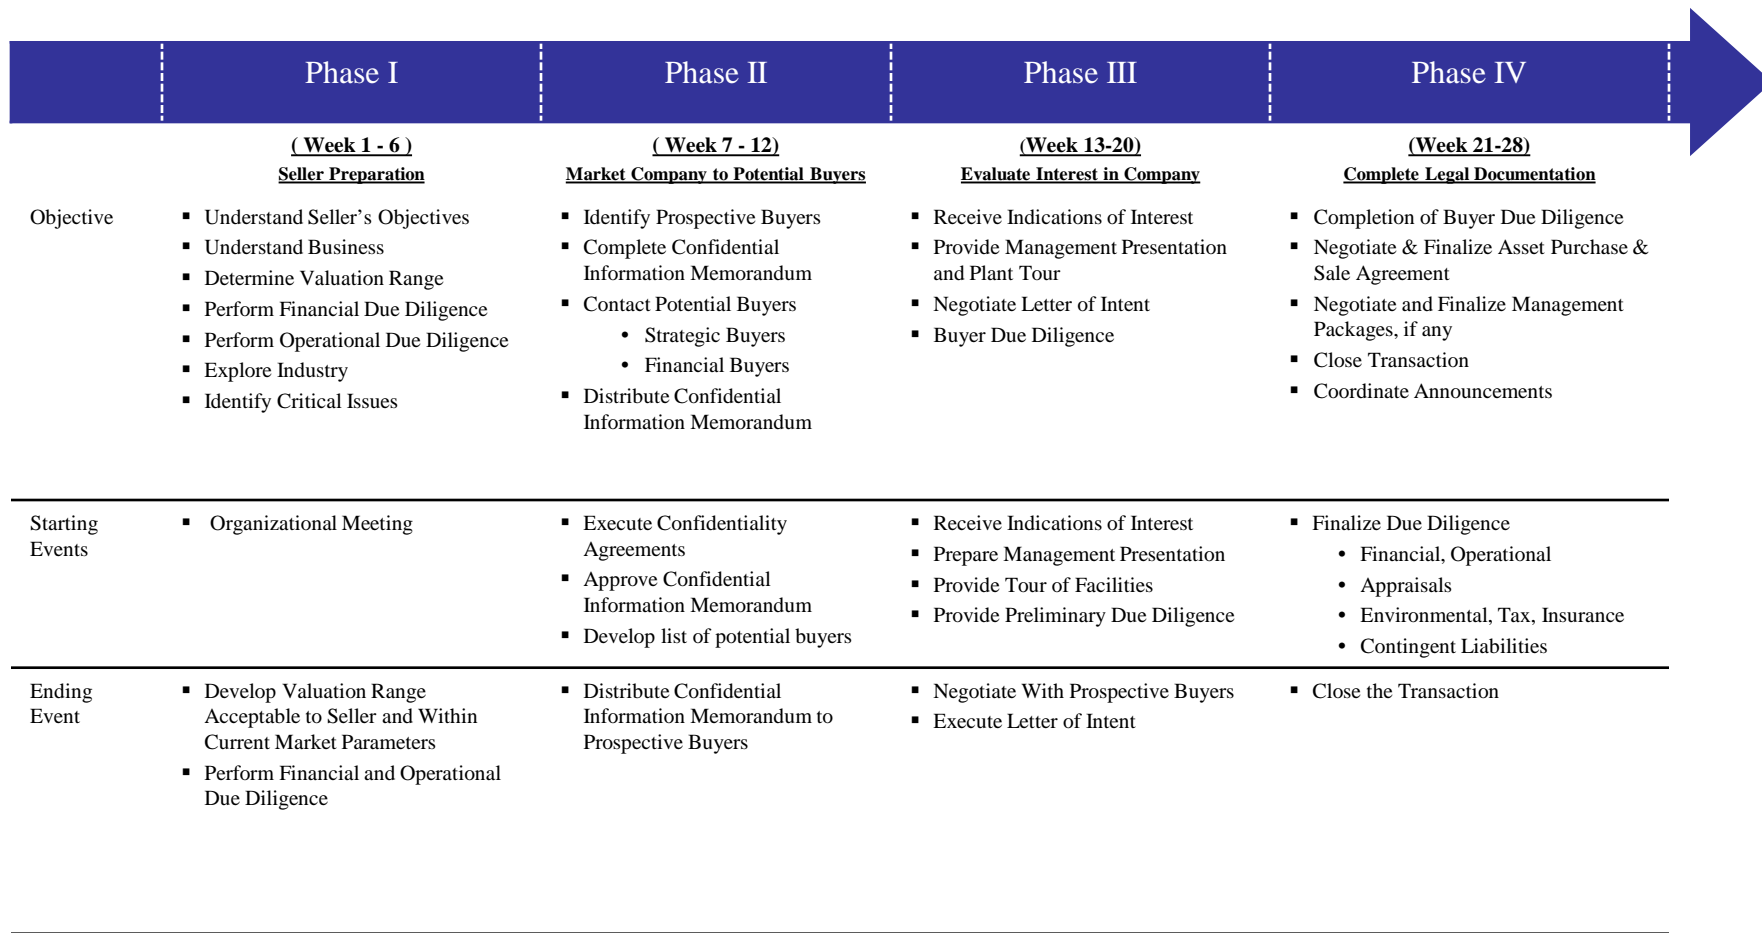 Phase I
Phase II
Phase III
Phase IV
( Week 1 - 6 )
Seller Preparation
( Week 7 - 12)
Market Company to Potential Buyers
(Week 13-20)
Evaluate Interest in Company
(Week 21-28)
Complete Legal Documentation
Objective
▪ Understand Seller’s Objectives
▪ Understand Business
▪ Determine Valuation Range
▪ Perform Financial Due Diligence
▪ Perform Operational Due Diligence
▪ Explore Industry
▪ Identify Critical Issues
▪ Identify Prospective Buyers
▪ Complete Confidential
Information Memorandum
▪ Contact Potential Buyers
• Strategic Buyers
• Financial Buyers
▪ Distribute Confidential
Information Memorandum
▪ Receive Indications of Interest
▪ Provide Management Presentation
and Plant Tour
▪ Negotiate Letter of Intent
▪ Buyer Due Diligence
▪ Completion of Buyer Due Diligence
▪ Negotiate & Finalize Asset Purchase &
Sale Agreement
▪ Negotiate and Finalize Management
Packages, if any
▪ Close Transaction
▪ Coordinate Announcements
Starting
Events
▪ Organizational Meeting
▪ Execute Confidentiality
Agreements
▪ Approve Confidential
Information Memorandum
▪ Develop list of potential buyers
▪ Receive Indications of Interest
▪ Prepare Management Presentation
▪ Provide Tour of Facilities
▪ Provide Preliminary Due Diligence
▪ Finalize Due Diligence
• Financial, Operational
• Appraisals
• Environmental, Tax, Insurance
• Contingent Liabilities
Ending
Event
▪ Develop Valuation Range
Acceptable to Seller and Within
Current Market Parameters
▪ Perform Financial and Operational
Due Diligence
▪ Distribute Confidential
Information Memorandum to
Prospective Buyers
▪ Negotiate With Prospective Buyers
▪ Execute Letter of Intent
▪ Close the Transaction